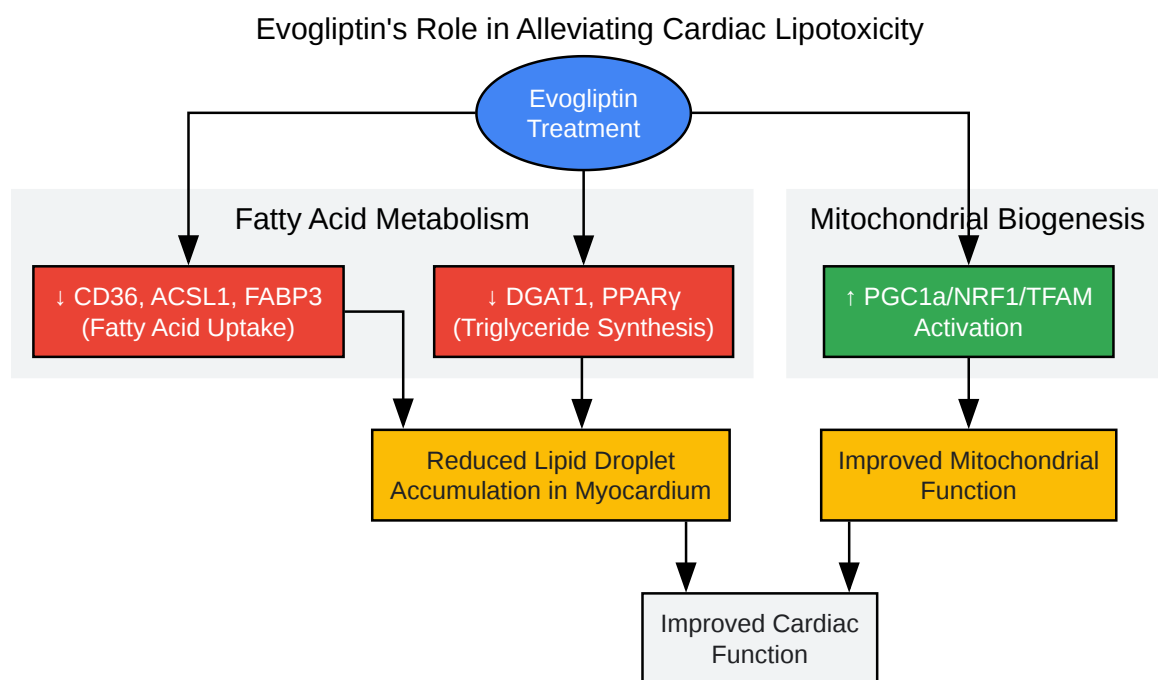 Evogliptin's Role in Alleviating Cardiac Lipotoxicity
Evogliptin
Treatment
Fatty Acid Metabolism
Mitochondrial Biogenesis
↓ CD36, ACSL1, FABP3
(Fatty Acid Uptake)
↓ DGAT1, PPARγ
(Triglyceride Synthesis)
↑ PGC1a/NRF1/TFAM
Activation
Reduced Lipid Droplet
Accumulation in Myocardium
Improved Mitochondrial
Function
Improved Cardiac
Function